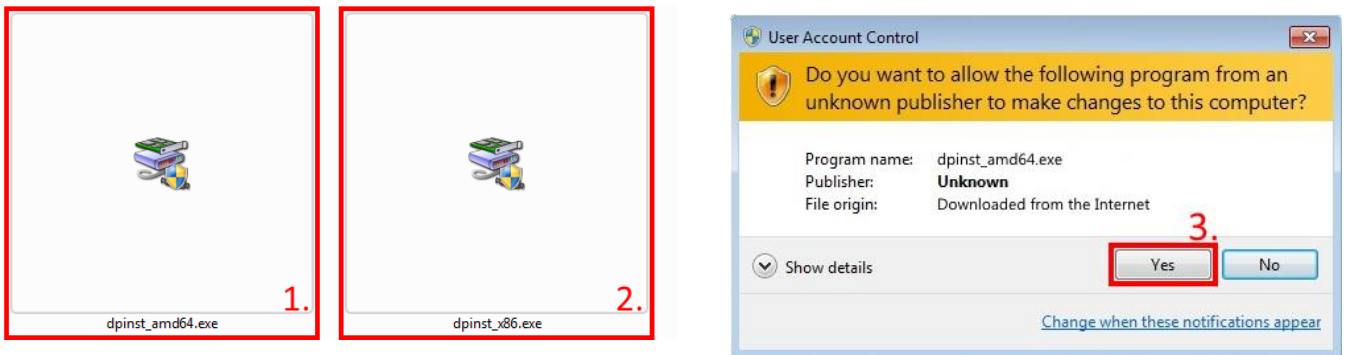 1.
dpinst_amd64.exe
2.
dpinst_x86.exe
User Account Control
Do you want to allow the following program from an
unknown publisher to make changes to this computer?
Program name: dpinst_amd64.exe
Publisher: Unknown
File origin: Downloaded from the Internet
3.
Show details
Yes
No
Change when these notifications appear